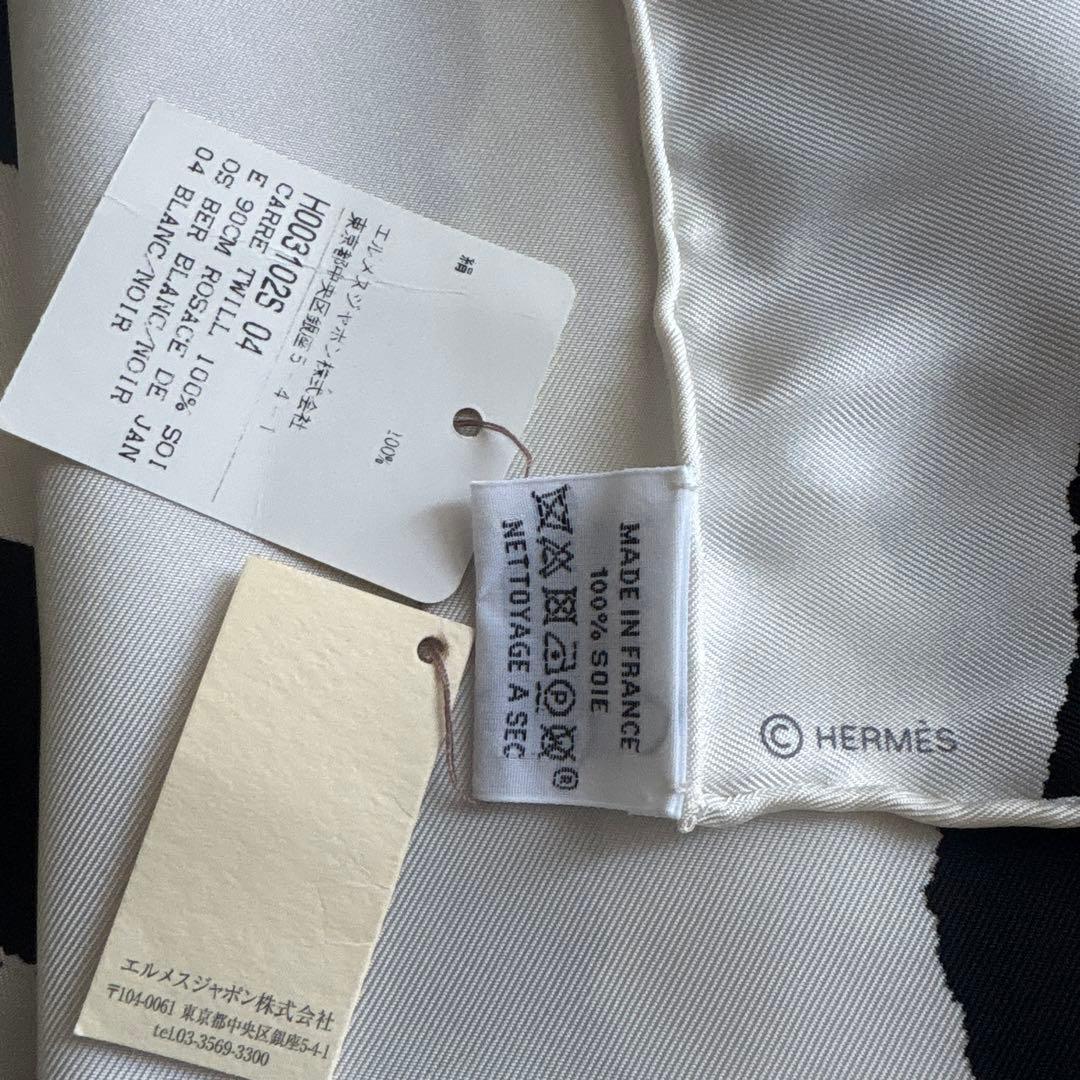 絹
100%
エルメスジャポン株式会社
東京都中央区銀座5-4-1
H003102S 04
CARRE TWILL 100% SOI
E 90CM ROSACE DE JAN
OS BER BLANC/NOIR
04 BLANC/NOIR
MADE IN FRANCE
100% SOIE
P
®
NETTOYAGE A SEC
© HERMÈS
エルメスジャポン株式会社
〒104-0061 東京都中央区銀座5-4-1
tel.03-3569-3300